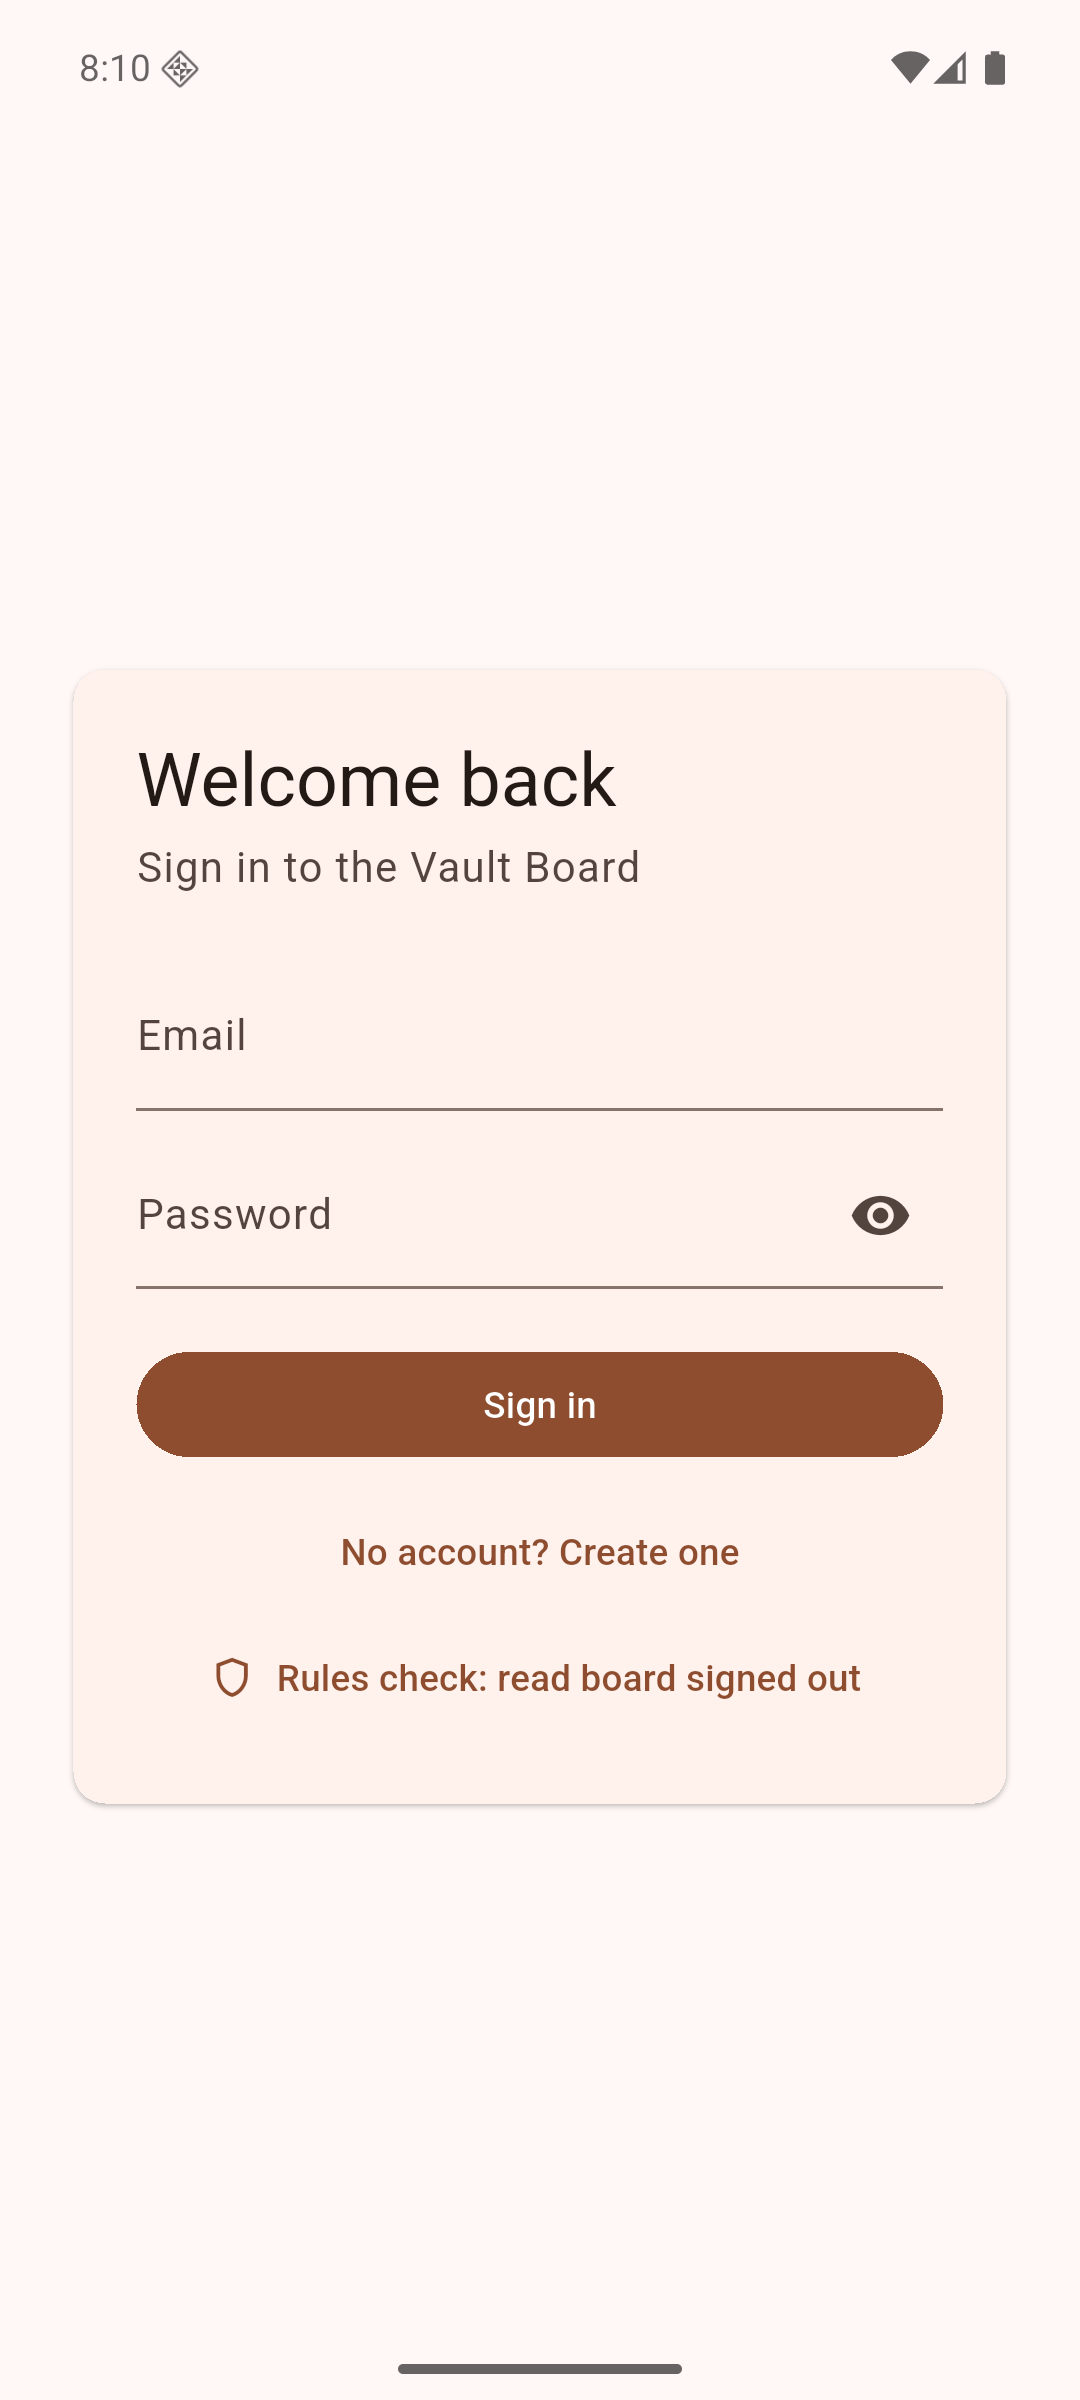 8:10
Welcome back
Sign in to the Vault Board
Email
Password
Sign in
No account? Create one
Rules check: read board signed out